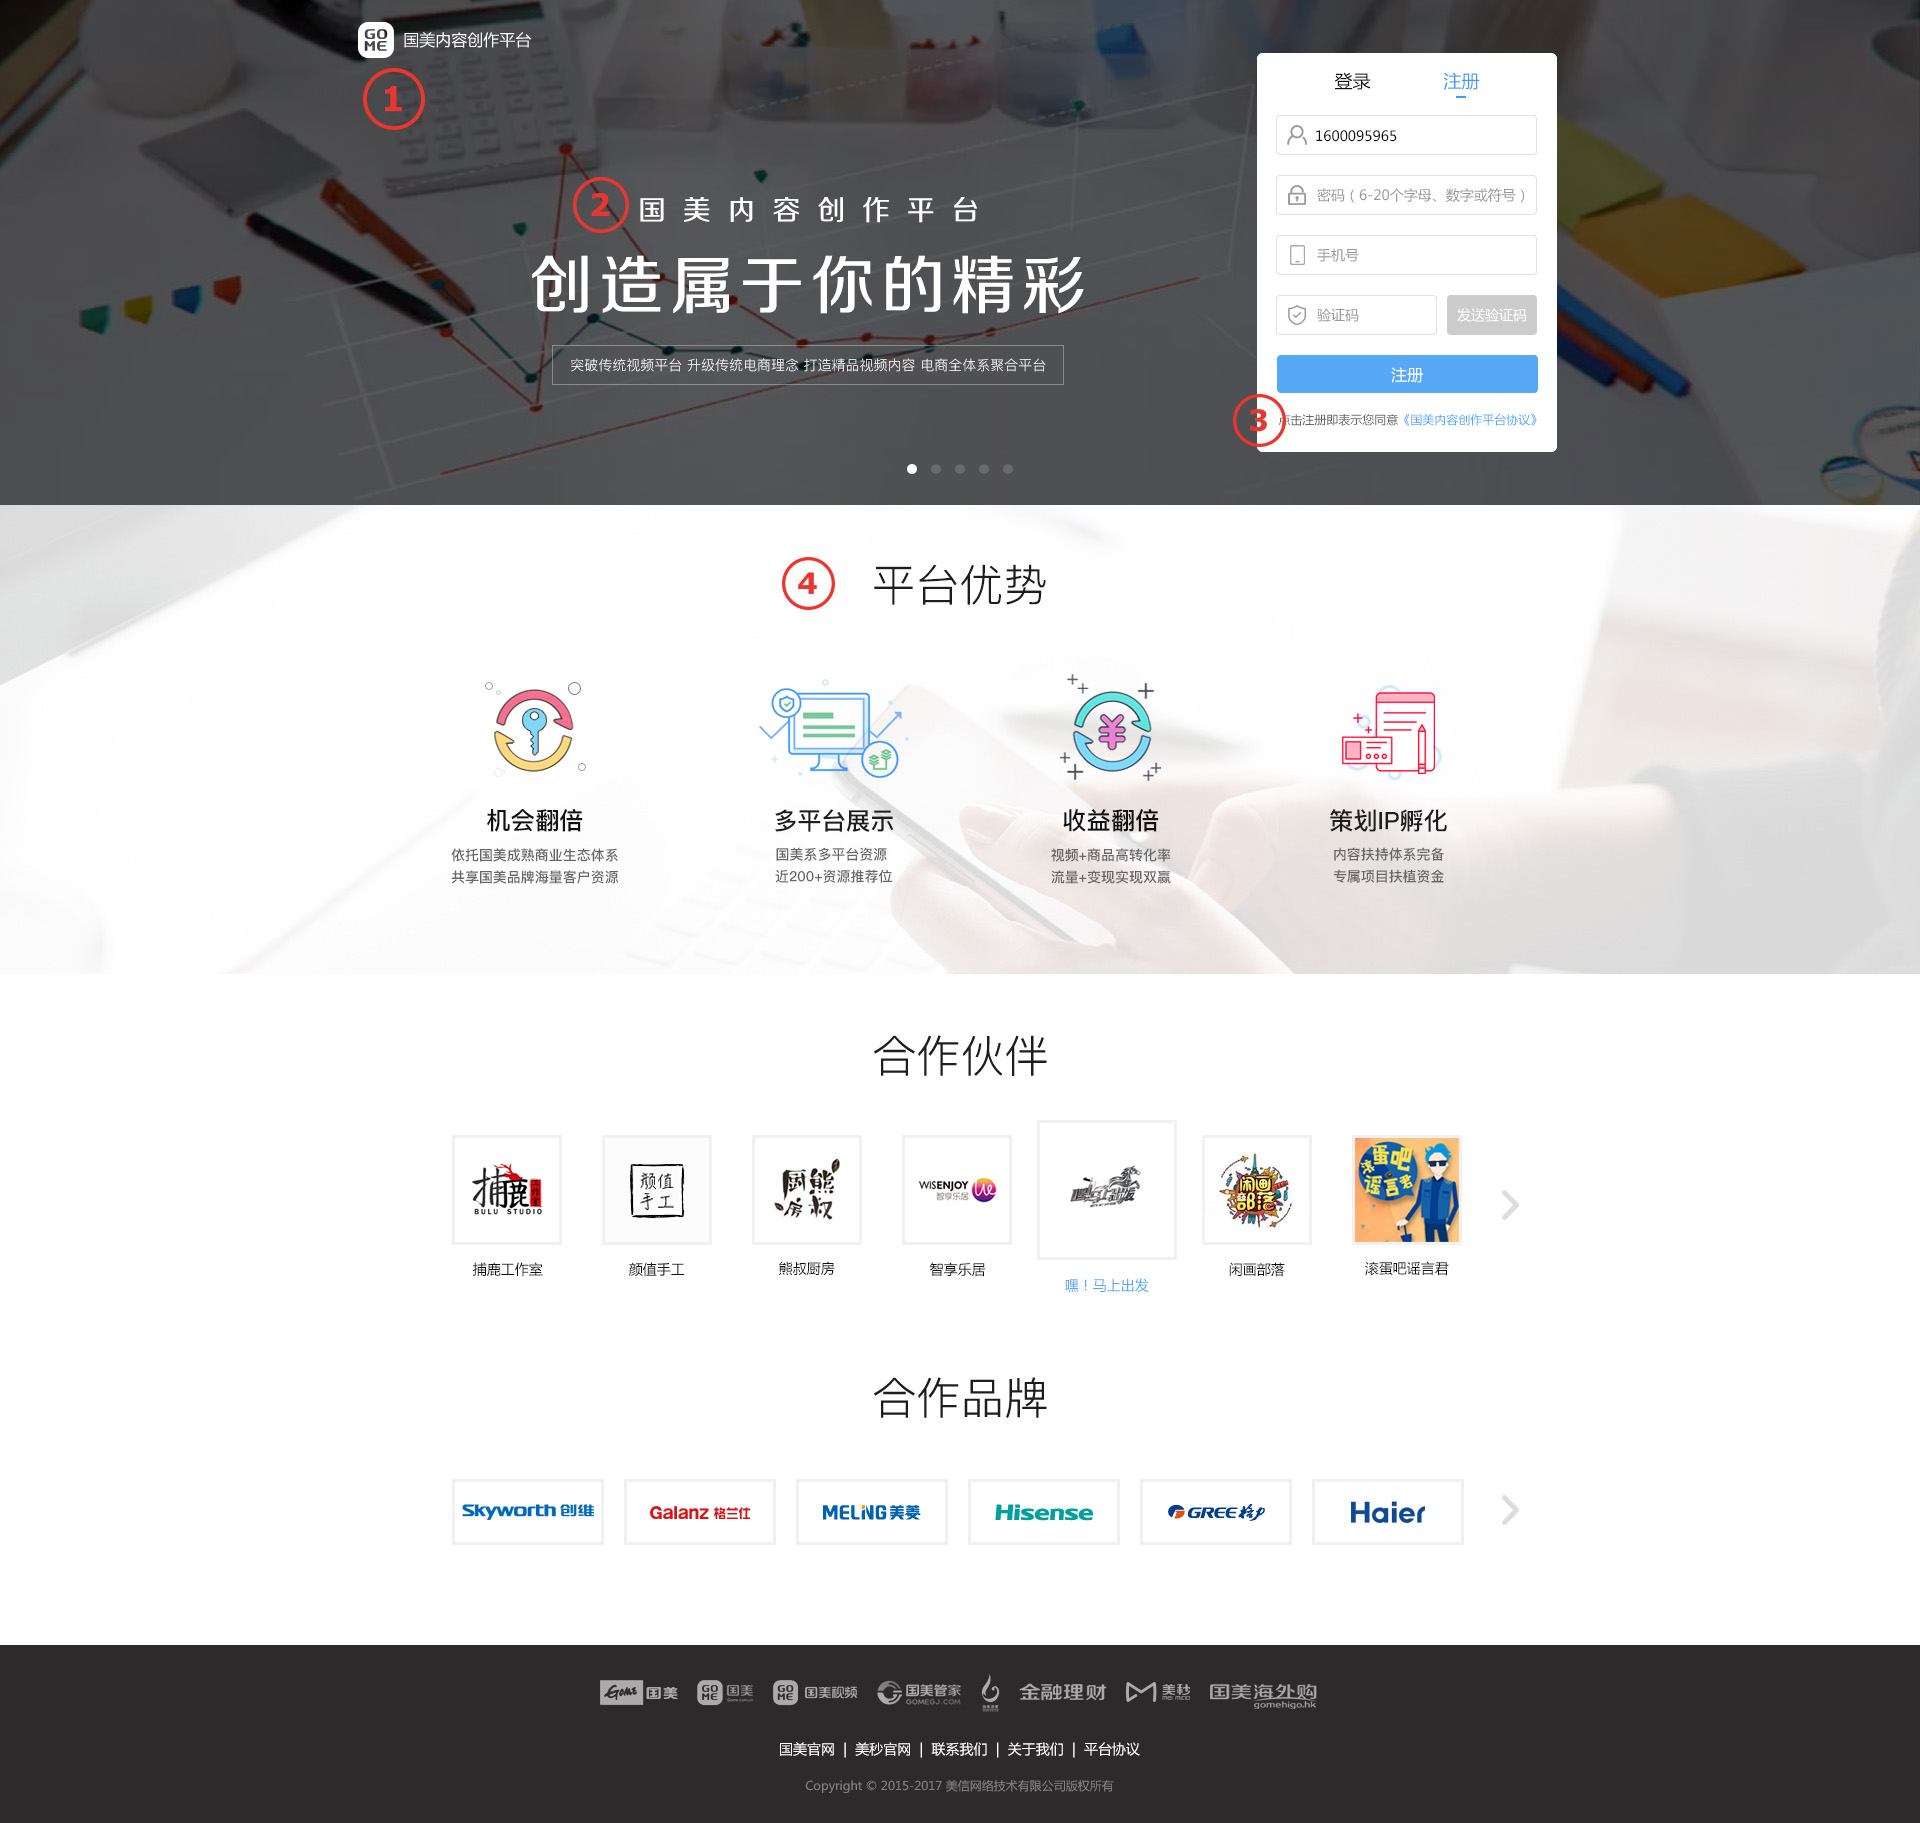 GO
ME
国美内容创作平台
1
登录
注册
1600095965
密码（6-20个字母、数字或符号）
手机号
验证码
发送验证码
注册
3
点击注册即表示您同意《国美内容创作平台协议》
2
国美内容创作平台
创造属于你的精彩
突破传统视频平台 升级传统电商理念 打造精品视频内容 电商全体系聚合平台
4
平台优势
机会翻倍
依托国美成熟商业生态体系
共享国美品牌海量客户资源
多平台展示
国美系多平台资源
近200+资源推荐位
收益翻倍
视频+商品高转化率
流量+变现实现双赢
策划IP孵化
内容扶持体系完备
专属项目扶植资金
合作伙伴
捕鹿
工作室
BULU STUDIO
捕鹿工作室
颜值
手工
颜值手工
熊叔
厨房
熊叔厨房
WISENJOY
智享乐居
智享乐居
嘿马上出发
嘿！马上出发
闲画
部落
闲画部落
滚蛋吧
谣言君
滚蛋吧谣言君
合作品牌
Skyworth 创维
Galanz 格兰仕
MELNG 美菱
Hisense
GREE 格力
Haier
GOME 国美
GO
ME
国美
Gome.com.cn
GO
ME
国美视频
国美管家
GOMEGJ.COM
金融理财
美秒
mei miao
国美海外购
gomehigo.hk
国美官网 | 美秒官网 | 联系我们 | 关于我们 | 平台协议
Copyright © 2015-2017 美信网络技术有限公司版权所有